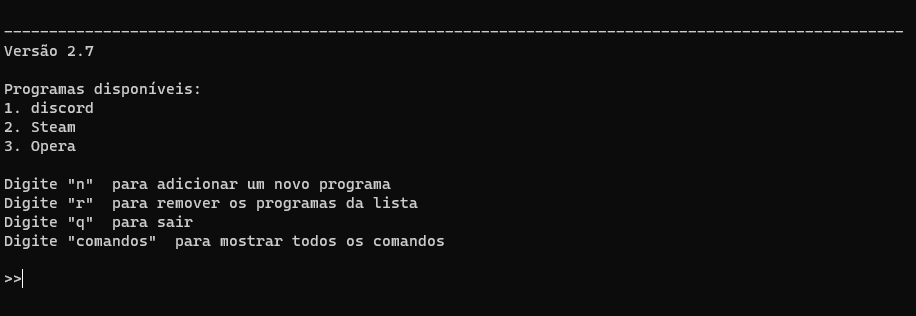 ----------------------------------------------------------------------------------------------------
Versão 2.7
Programas disponíveis:
1. discord
2. Steam
3. Opera
Digite "n"  para adicionar um novo programa
Digite "r"  para remover os programas da lista
Digite "q"  para sair
Digite "comandos"  para mostrar todos os comandos
>>